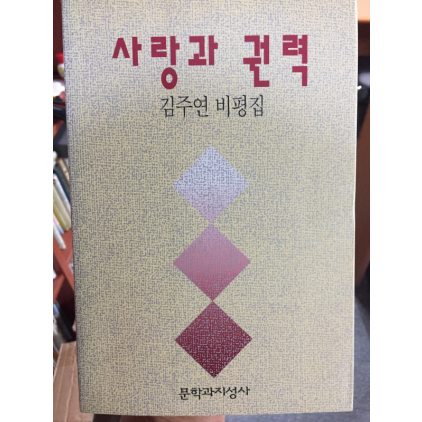 사랑과 권력
김주연 비평집
문학과지성사